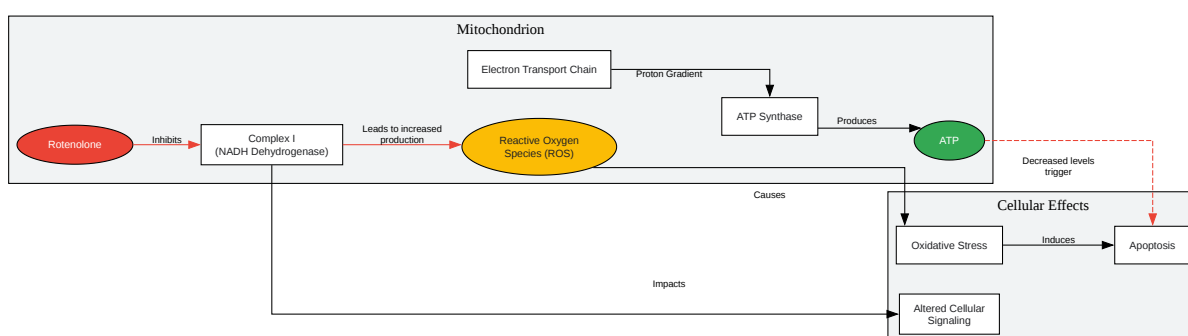 Mitochondrion
Electron Transport Chain
Proton Gradient
ATP Synthase
Produces
ATP
Rotenolone
Inhibits
Complex I
(NADH Dehydrogenase)
Leads to increased
production
Reactive Oxygen
Species (ROS)
Decreased levels
trigger
Causes
Cellular Effects
Oxidative Stress
Induces
Apoptosis
Impacts
Altered Cellular
Signaling